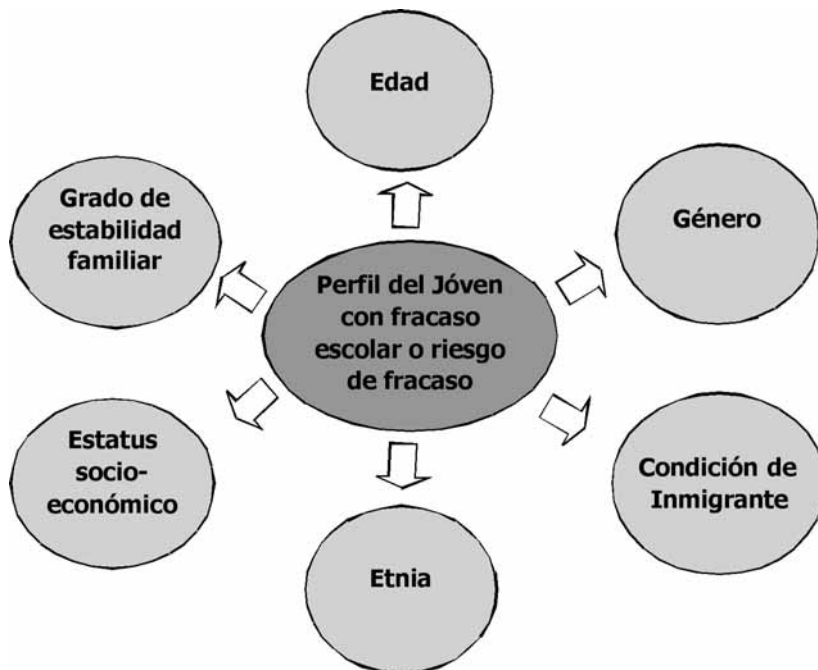 Edad
Grado de
estabilidad
familiar
Género
Perfil del Jóven
con fracaso
escolar o riesgo
de fracaso
Estatus
socio-
económico
Condición de
Inmigrante
Etnia